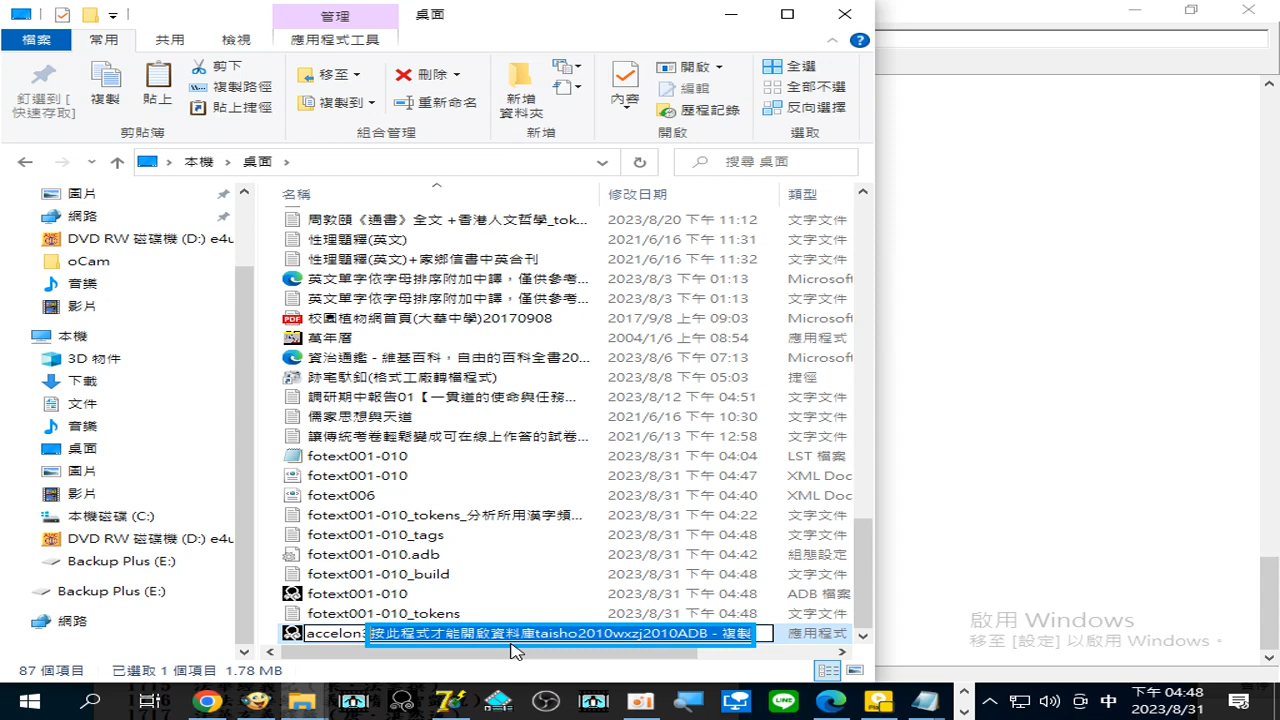 管理
桌面
檔案
常用
共用
檢視
應用程式工具
釘選到 [
快速存取]
複製
貼上
剪下
複製路徑
貼上捷徑
剪貼簿
移至
複製到
刪除
重新命名
組合管理
新增
資料夾
新增
內容
開啟
編輯
歷程記錄
開啟
全選
全部不選
反向選擇
選取
本機 › 桌面 ›
搜尋 桌面
圖片
網路
DVD RW 磁碟機 (D:) e4u
oCam
音樂
影片
本機
3D 物件
下載
文件
音樂
桌面
圖片
影片
本機磁碟 (C:)
DVD RW 磁碟機 (D:) e4u
Backup Plus (E:)
Backup Plus (E:)
網路
名稱 修改日期 類型
周敦頤《通書》全文 +香港人文哲學_tok... 2023/8/20 下午 11:12 文字文件
性理題釋(英文) 2021/6/16 下午 11:31 文字文件
性理題釋(英文)+家鄉信書中英合刊 2021/6/16 下午 11:32 文字文件
英文單字依字母排序附加中譯，僅供參考... 2023/8/3 下午 01:13 Microsoft
英文單字依字母排序附加中譯，僅供參考... 2023/8/3 下午 01:13 文字文件
校園植物網首頁(大華中學)20170908 2017/9/8 上午 09:03 Microsoft
萬年曆 2004/1/6 上午 08:54 應用程式
資治通鑑 - 維基百科，自由的百科全書20... 2023/8/6 下午 07:13 Microsoft
跡宅馱釦(格式工廠轉檔程式) 2023/8/8 下午 05:03 捷徑
調研期中報告01【一貫道的使命與任務... 2023/8/12 下午 04:51 文字文件
儒家思想與天道 2021/6/16 下午 10:30 文字文件
讓傳統考卷輕鬆變成可在線上作答的試卷... 2021/6/13 下午 12:58 文字文件
fotext001-010 2023/8/31 下午 04:04 LST 檔案
fotext001-010 2023/8/31 下午 04:47 XML Doc
fotext006 2023/8/31 下午 04:40 XML Doc
fotext001-010_tokens_分析所用漢字頻... 2023/8/31 下午 04:22 文字文件
fotext001-010_tags 2023/8/31 下午 04:48 文字文件
fotext001-010.adb 2023/8/31 下午 04:42 組態設定
fotext001-010_build 2023/8/31 下午 04:48 文字文件
fotext001-010 2023/8/31 下午 04:48 ADB 檔案
fotext001-010_tokens 2023/8/31 下午 04:48 文字文件
accelon3按此程式才能開啟資料庫taisho2010wxzj2010ADB - 複製 應用程式
87 個項目 已選取 1 個項目 1.78 MB
啟用 Windows
移至 [設定] 以啟用 Windows。
中
下午 04:48
2023/8/31